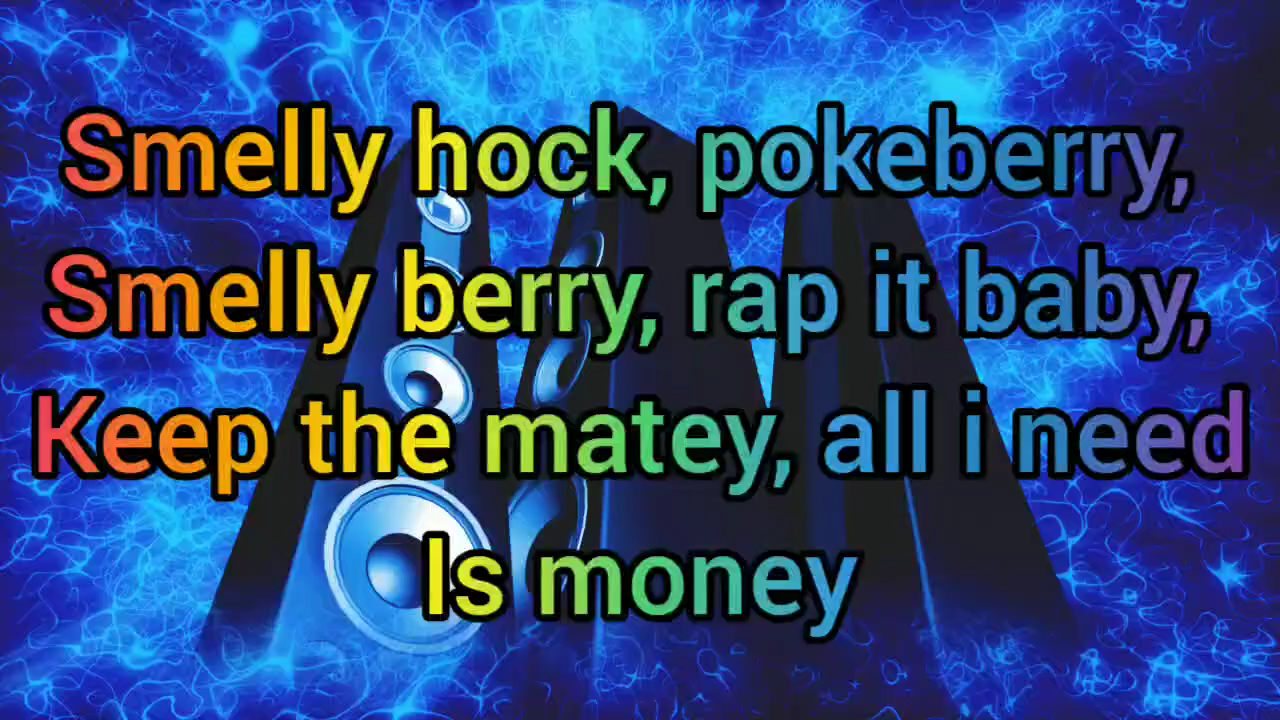 Smelly hock, pokeberry,
Smelly berry, rap it baby,
Keep the matey, all i need
Is money